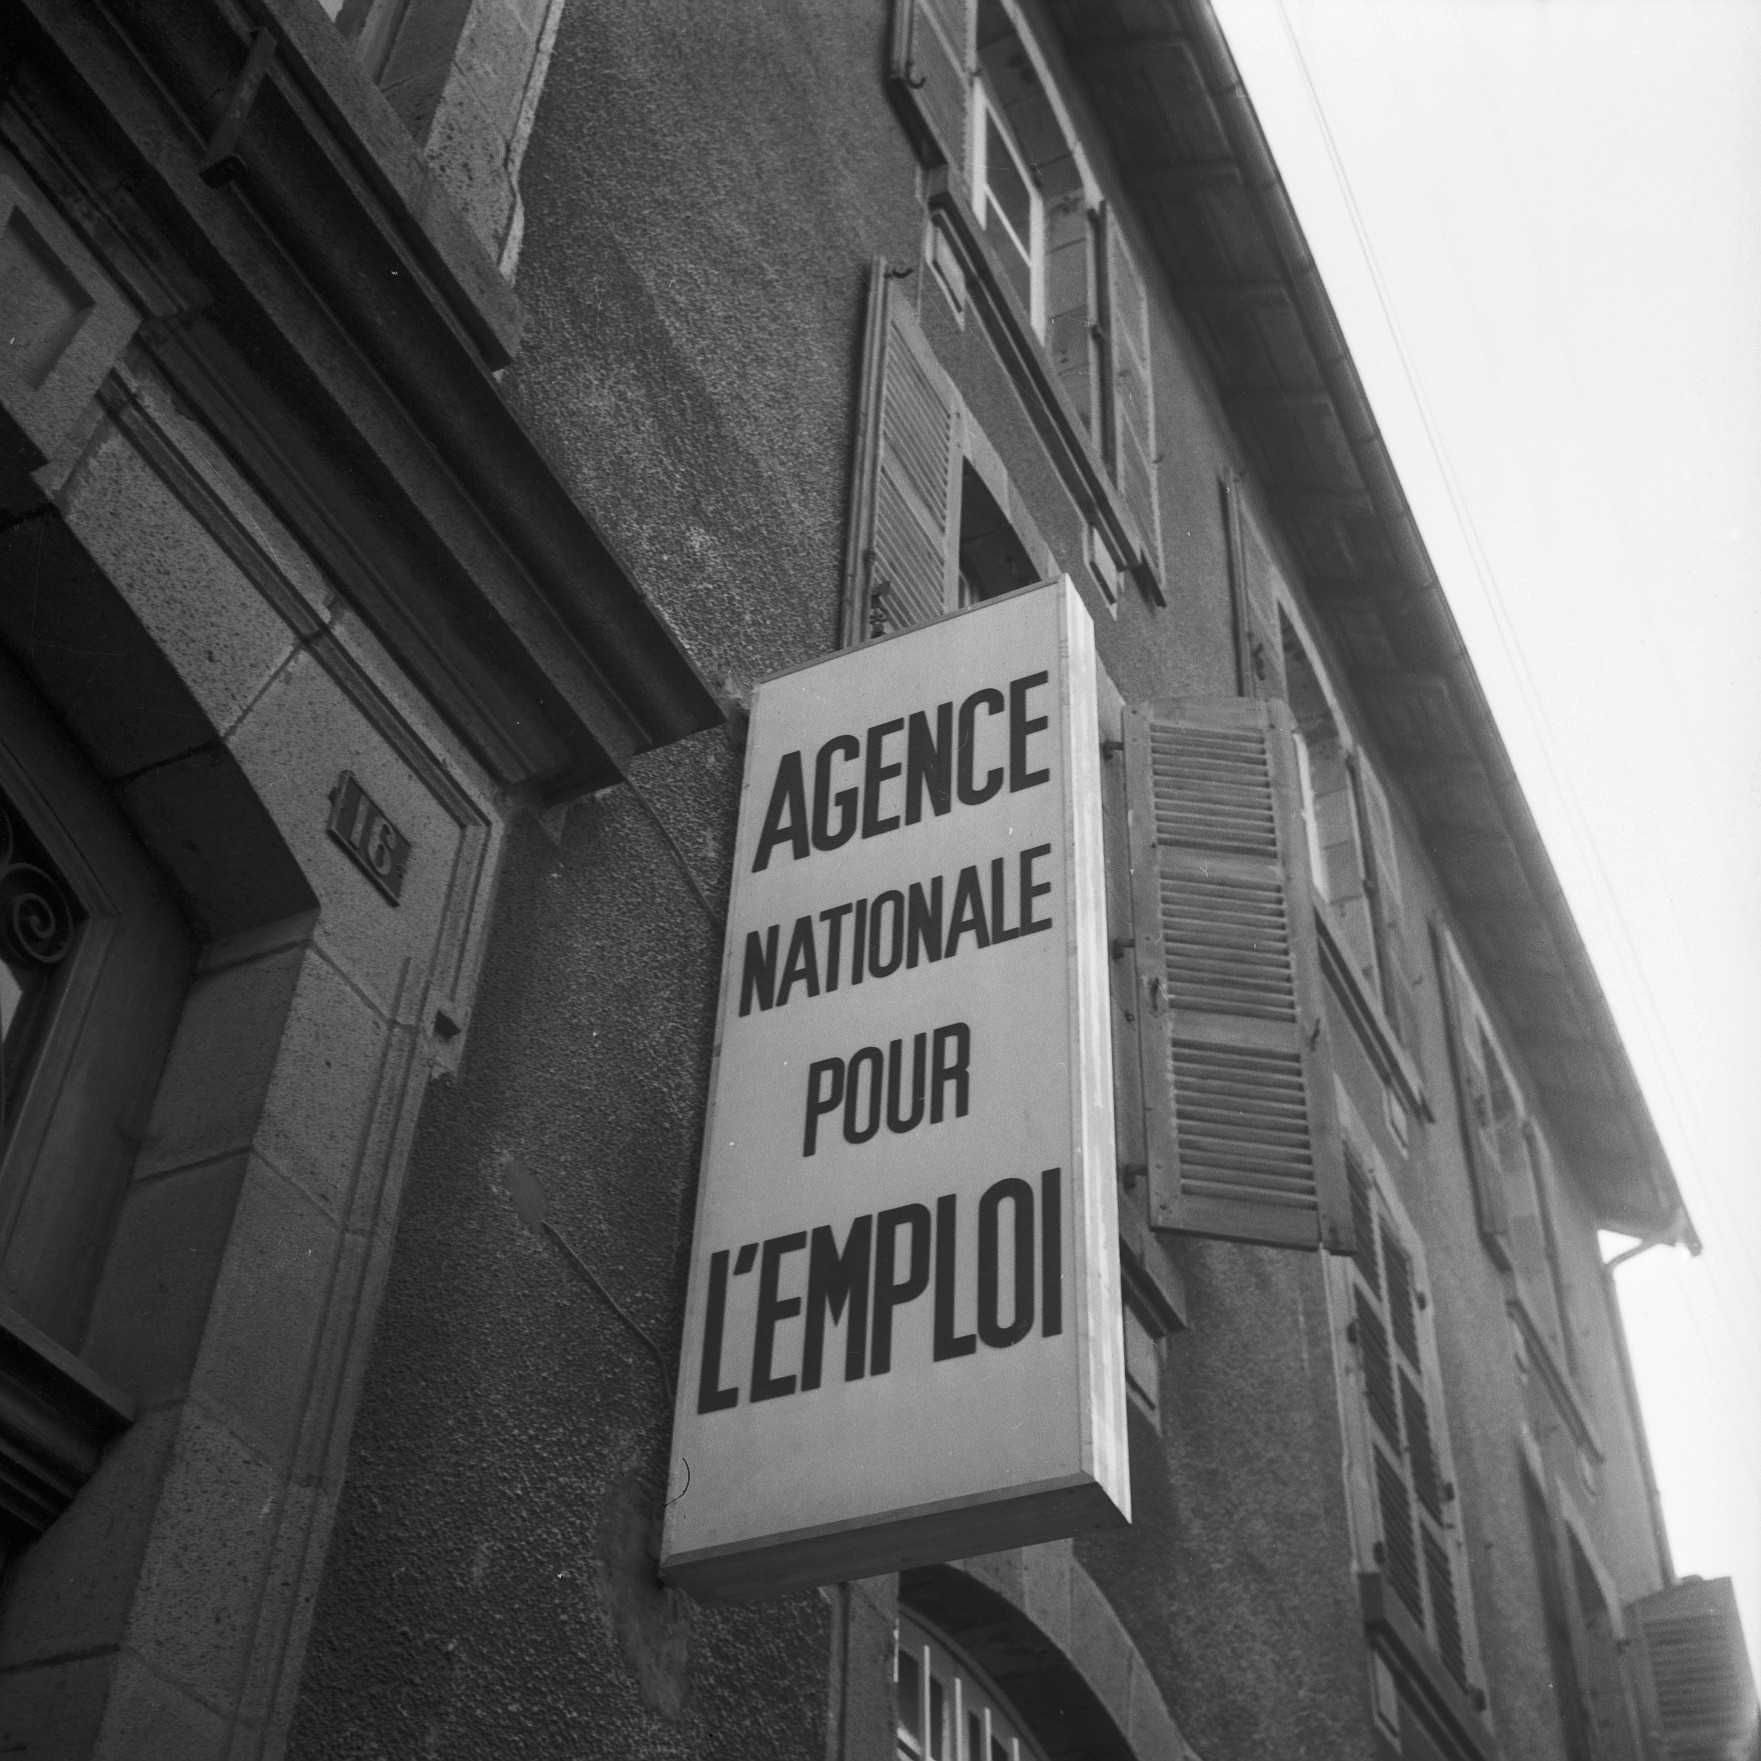 16
AGENCE
NATIONALE
POUR
L'EMPLOI